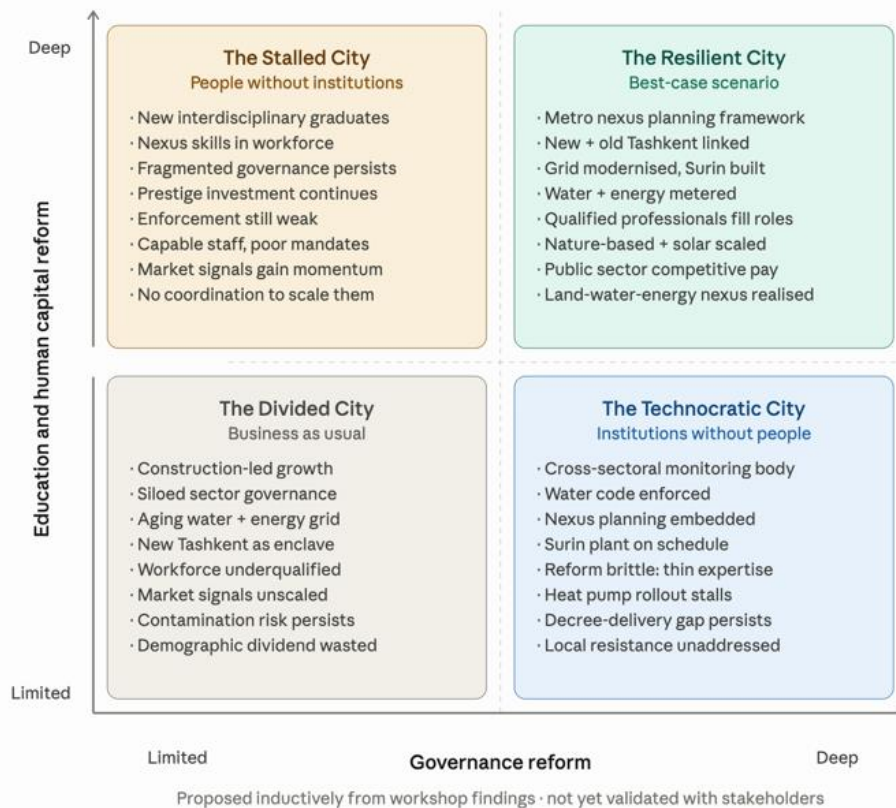 Deep
The Stalled City
People without institutions
· New interdisciplinary graduates
· Nexus skills in workforce
· Fragmented governance persists
· Prestige investment continues
· Enforcement still weak
· Capable staff, poor mandates
· Market signals gain momentum
· No coordination to scale them
The Resilient City
Best-case scenario
· Metro nexus planning framework
· New + old Tashkent linked
· Grid modernised, Surin built
· Water + energy metered
· Qualified professionals fill roles
· Nature-based + solar scaled
· Public sector competitive pay
· Land-water-energy nexus realised
Education and human capital reform
The Divided City
Business as usual
· Construction-led growth
· Siloed sector governance
· Aging water + energy grid
· New Tashkent as enclave
· Workforce underqualified
· Market signals unscaled
· Contamination risk persists
· Demographic dividend wasted
The Technocratic City
Institutions without people
· Cross-sectoral monitoring body
· Water code enforced
· Nexus planning embedded
· Surin plant on schedule
· Reform brittle: thin expertise
· Heat pump rollout stalls
· Decree-delivery gap persists
· Local resistance unaddressed
Limited
Limited
Governance reform
Deep
Proposed inductively from workshop findings · not yet validated with stakeholders